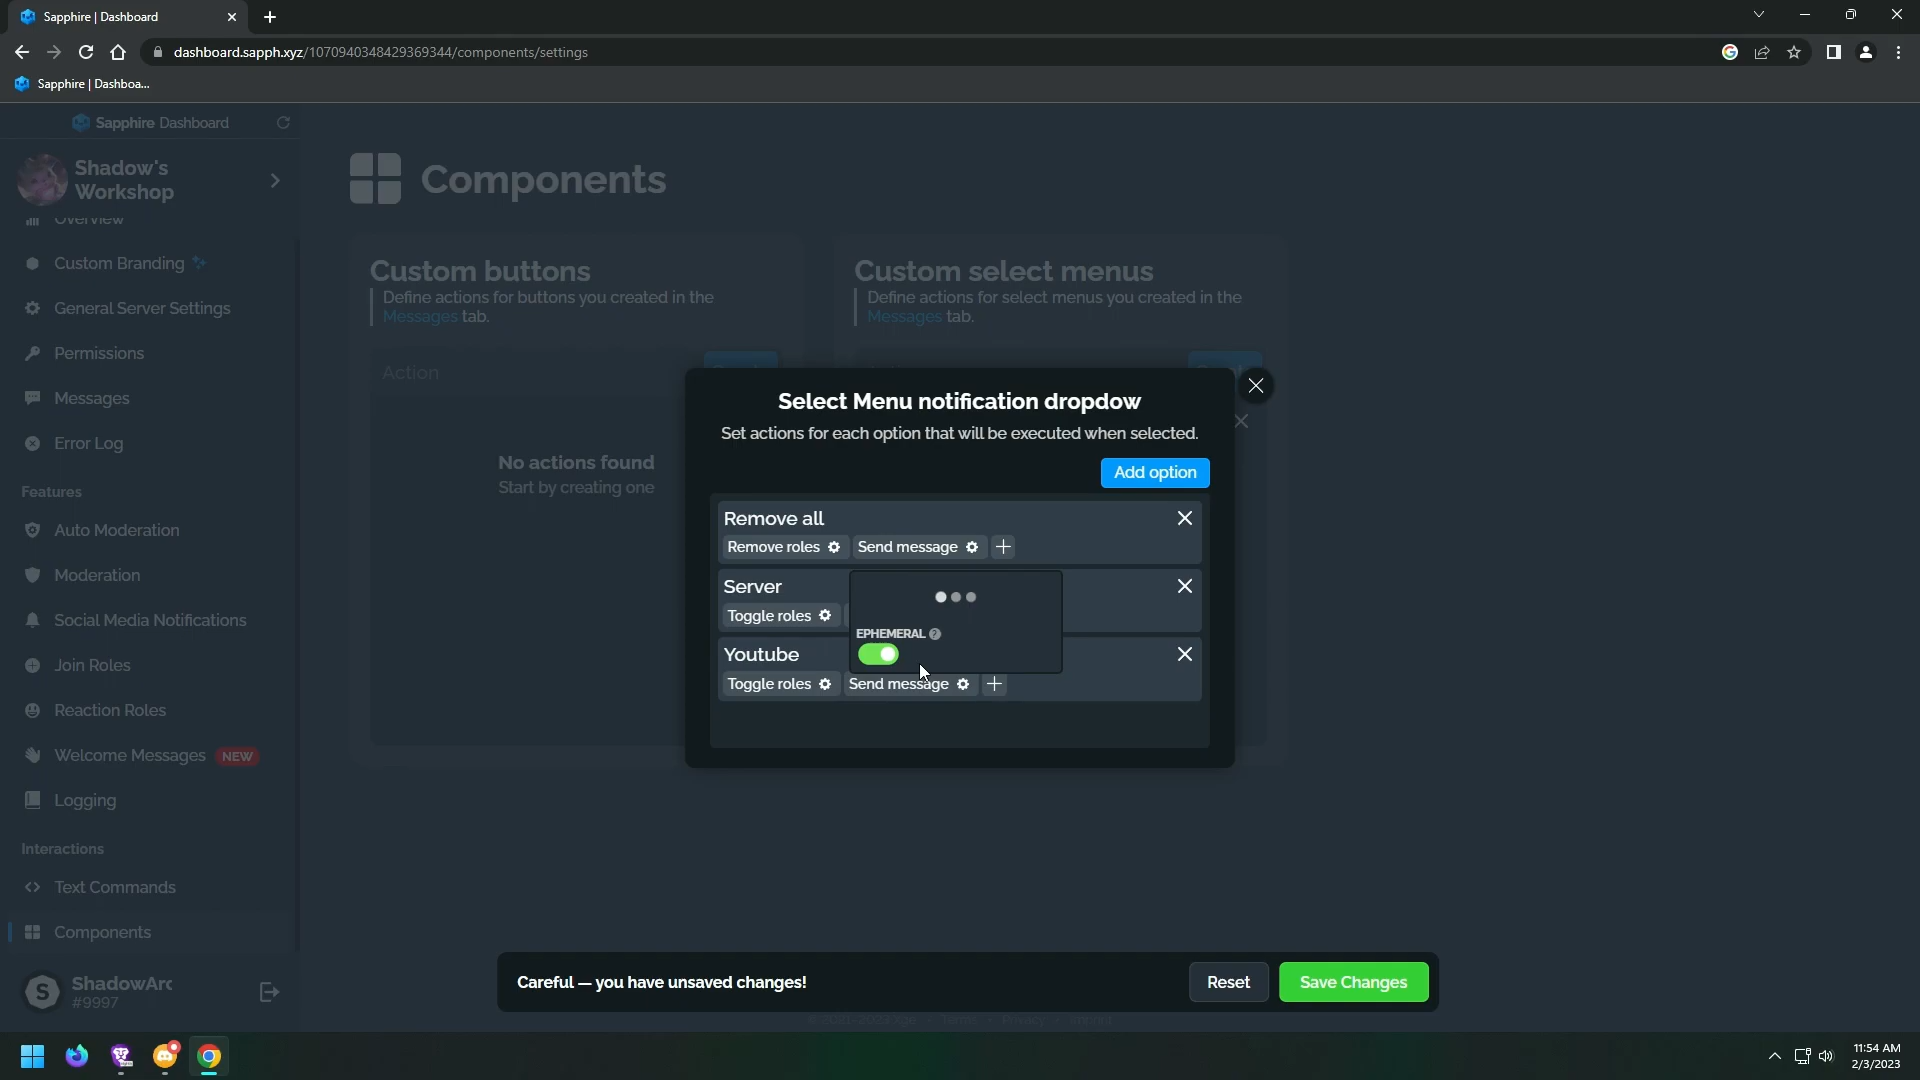 Sapphire | Dashboard
dashboard.sapph.xyz/1070940348429369344/components/settings
Sapphire | Dashboa...
Sapphire Dashboard
Shadow's
Workshop
Overview
Custom Branding
General Server Settings
Permissions
Messages
Error Log
Features
Auto Moderation
Moderation
Social Media Notifications
Join Roles
Reaction Roles
Welcome Messages NEW
Logging
Interactions
Text Commands
Components
S
ShadowArc
#9997
Components
Custom buttons
Define actions for buttons you created in the
Messages tab.
Action
No actions found
Start by creating one
Custom select menus
Define actions for select menus you created in the
Messages tab.
Select Menu notification dropdow
Set actions for each option that will be executed when selected.
Add option
Remove all
Remove roles Send message
Server
Toggle roles
EPHEMERAL ?
Youtube
Toggle roles Send message
Careful — you have unsaved changes!
Reset
Save Changes
11:54 AM
2/3/2023